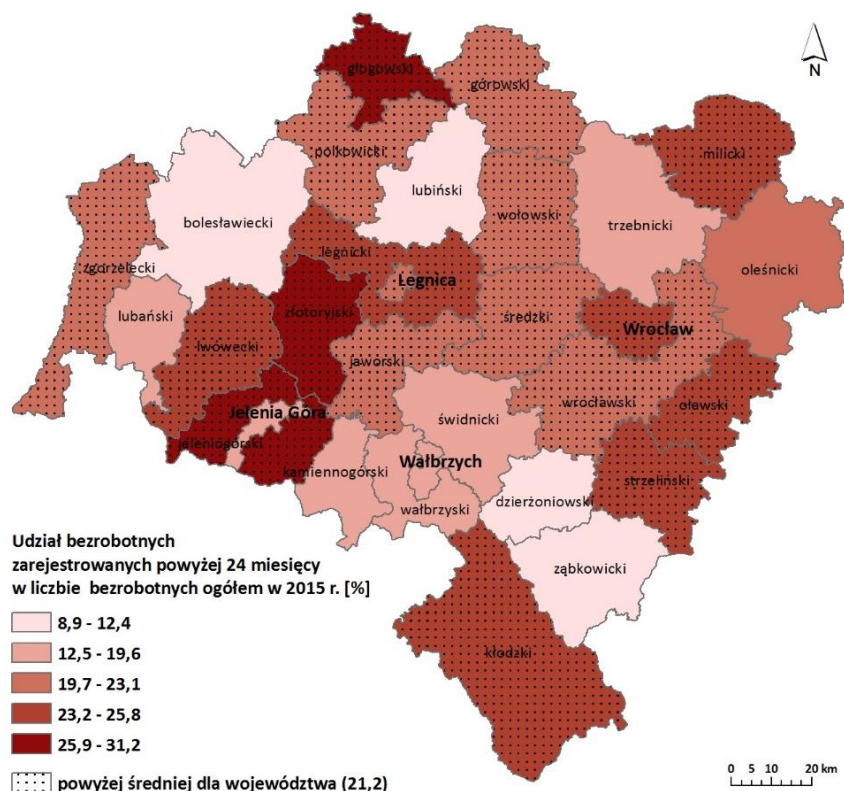 N
głogowski
górowski
milicki
polkowicki
lubiński
bolesławiecki
wołowski
trzebnicki
legnicki
zgorzelecki
oleśnicki
Legnica
lubański
złotoryjski
średzki
Wrocław
lwówecki
jaworski
wrocławski
oławski
Jelenia Góra
świdnicki
jeleniogórski
kamiennogórski
Wałbrzych
strzeliński
dzierżoniowski
wałbrzyski
ząbkowicki
kłodzki
Udział bezrobotnych
zarejestrowanych powyżej 24 miesięcy
w liczbie bezrobotnych ogółem w 2015 r. [%]
8,9 - 12,4
12,5 - 19,6
19,7 - 23,1
23,2 - 25,8
25,9 - 31,2
powyżej średniej dla województwa (21,2)
0 5 10 20 km